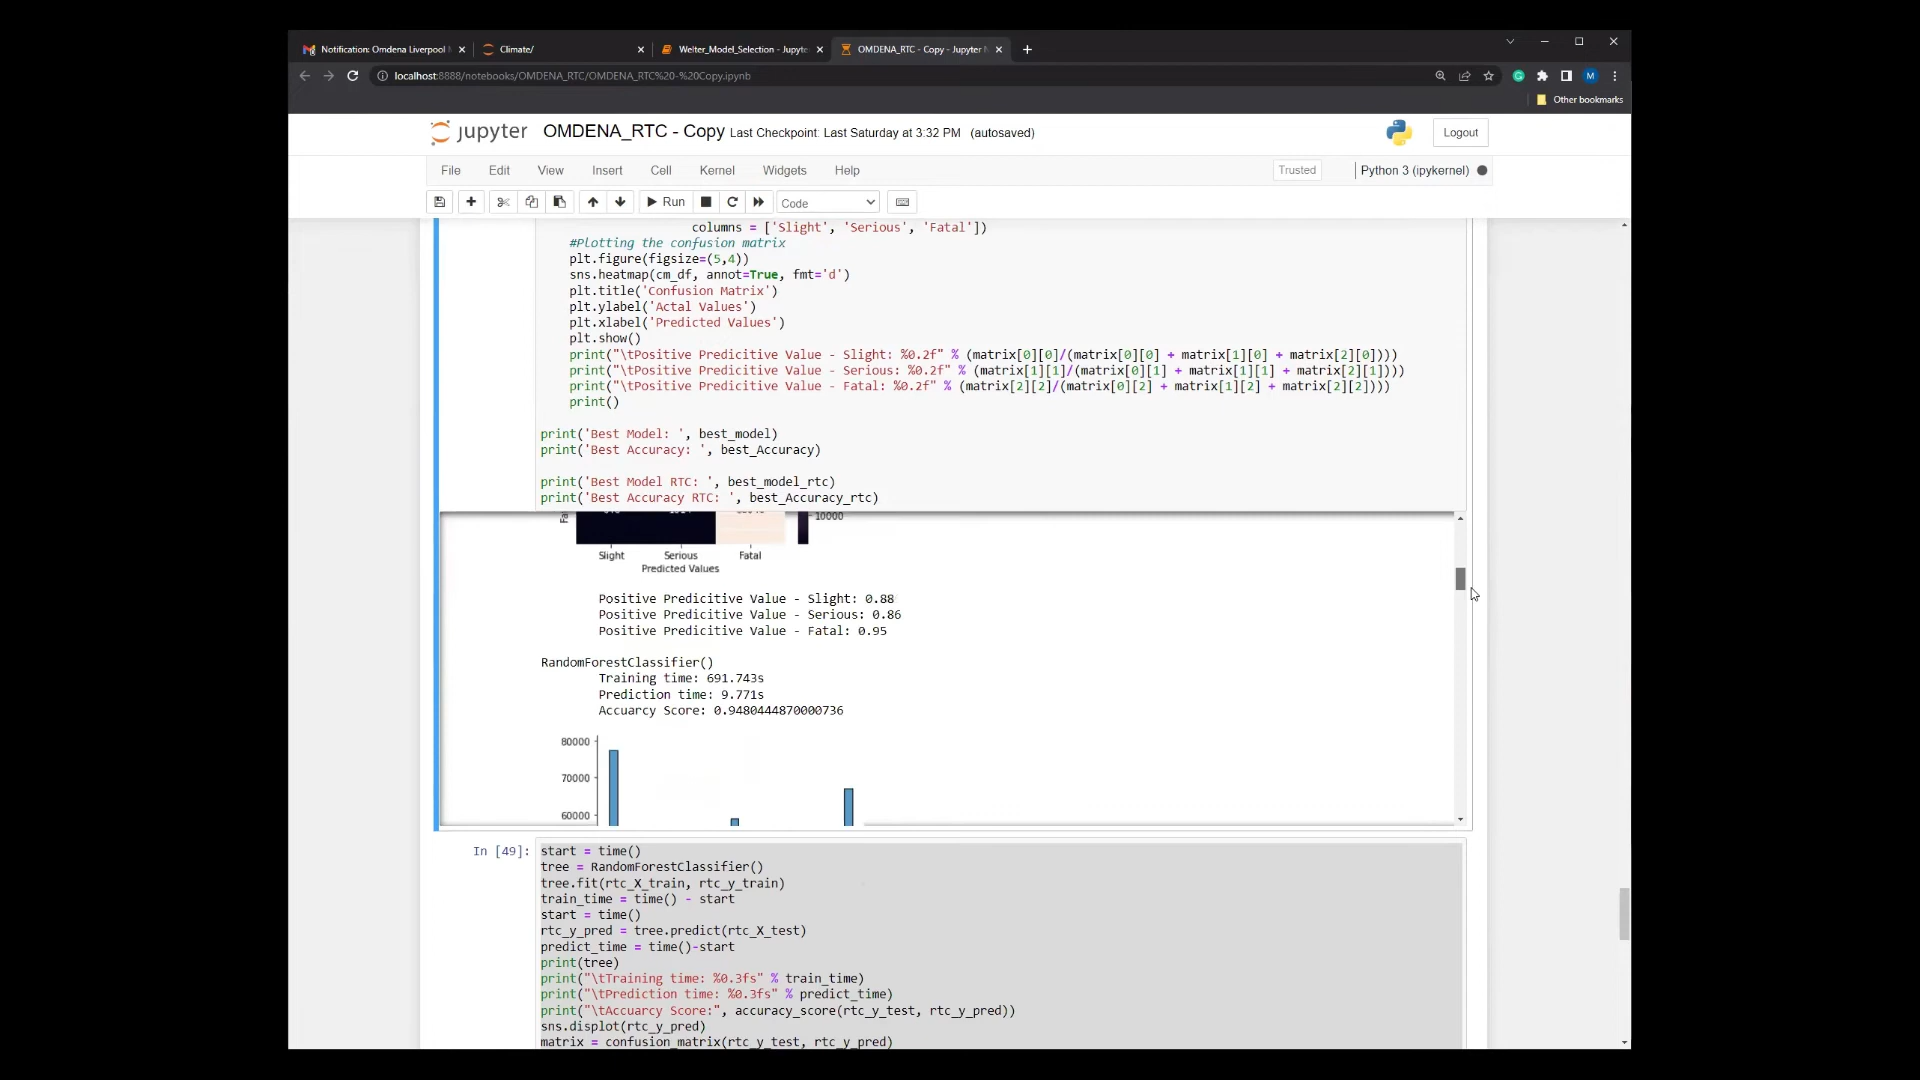 Notification: Omdena Liverpool
Climate/
Welter_Model_Selection - Jupyte
OMDENA_RTC - Copy - Jupyter
localhost:8888/notebooks/OMDENA_RTC/OMDENA_RTC%20-%20Copy.ipynb
M
Other bookmarks
jupyter OMDENA_RTC - Copy Last Checkpoint: Last Saturday at 3:32 PM (autosaved)
Logout
File Edit View Insert Cell Kernel Widgets Help
Trusted
Python 3 (ipykernel)
Run
Code
columns = ['Slight', 'Serious', 'Fatal'])
#Plotting the confusion matrix
plt.figure(figsize=(5,4))
sns.heatmap(cm_df, annot=True, fmt='d')
plt.title('Confusion Matrix')
plt.ylabel('Actal Values')
plt.xlabel('Predicted Values')
plt.show()
print("\tPositive Predicitive Value - Slight: %0.2f" % (matrix[0][0]/(matrix[0][0] + matrix[1][0] + matrix[2][0])))
print("\tPositive Predicitive Value - Serious: %0.2f" % (matrix[1][1]/(matrix[0][1] + matrix[1][1] + matrix[2][1])))
print("\tPositive Predicitive Value - Fatal: %0.2f" % (matrix[2][2]/(matrix[0][2] + matrix[1][2] + matrix[2][2])))
print()
print('Best Model: ', best_model)
print('Best Accuracy: ', best_Accuracy)
print('Best Model RTC: ', best_model_rtc)
print('Best Accuracy RTC: ', best_Accuracy_rtc)
10000
Slight Serious Fatal
Predicted Values
Positive Predicitive Value - Slight: 0.88
Positive Predicitive Value - Serious: 0.86
Positive Predicitive Value - Fatal: 0.95
RandomForestClassifier()
Training time: 691.743s
Prediction time: 9.771s
Accuarcy Score: 0.9480444870000736
80000
70000
60000
In [49]:
start = time()
tree = RandomForestClassifier()
tree.fit(rtc_X_train, rtc_y_train)
train_time = time() - start
start = time()
rtc_y_pred = tree.predict(rtc_X_test)
predict_time = time()-start
print(tree)
print("\tTraining time: %0.3fs" % train_time)
print("\tPrediction time: %0.3fs" % predict_time)
print("\tAccuarcy Score:", accuracy_score(rtc_y_test, rtc_y_pred))
sns.displot(rtc_y_pred)
matrix = confusion_matrix(rtc_y_test, rtc_y_pred)